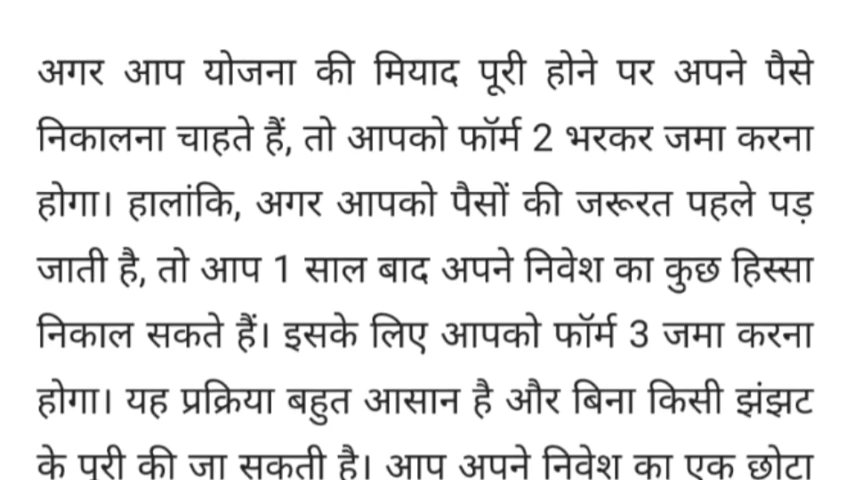 अगर आप योजना की मियाद पूरी होने पर अपने पैसे
निकालना चाहते हैं, तो आपको फॉर्म 2 भरकर जमा करना
होगा। हालांकि, अगर आपको पैसों की जरूरत पहले पड़
जाती है, तो आप 1 साल बाद अपने निवेश का कुछ हिस्सा
निकाल सकते हैं। इसके लिए आपको फॉर्म 3 जमा करना
होगा। यह प्रक्रिया बहुत आसान है और बिना किसी झंझट
के पूरी की जा सकती है। आप अपने निवेश का एक छोटा